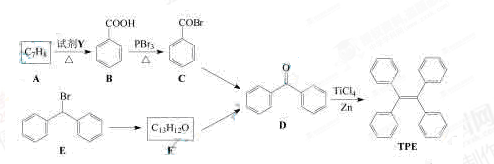 COOH
COBr
C₇H₈ 试剂Y △ PBr₃ △
A B C
O
TiCl₄
Zn
Br
C₁₃H₁₂O
D
TPE
E F